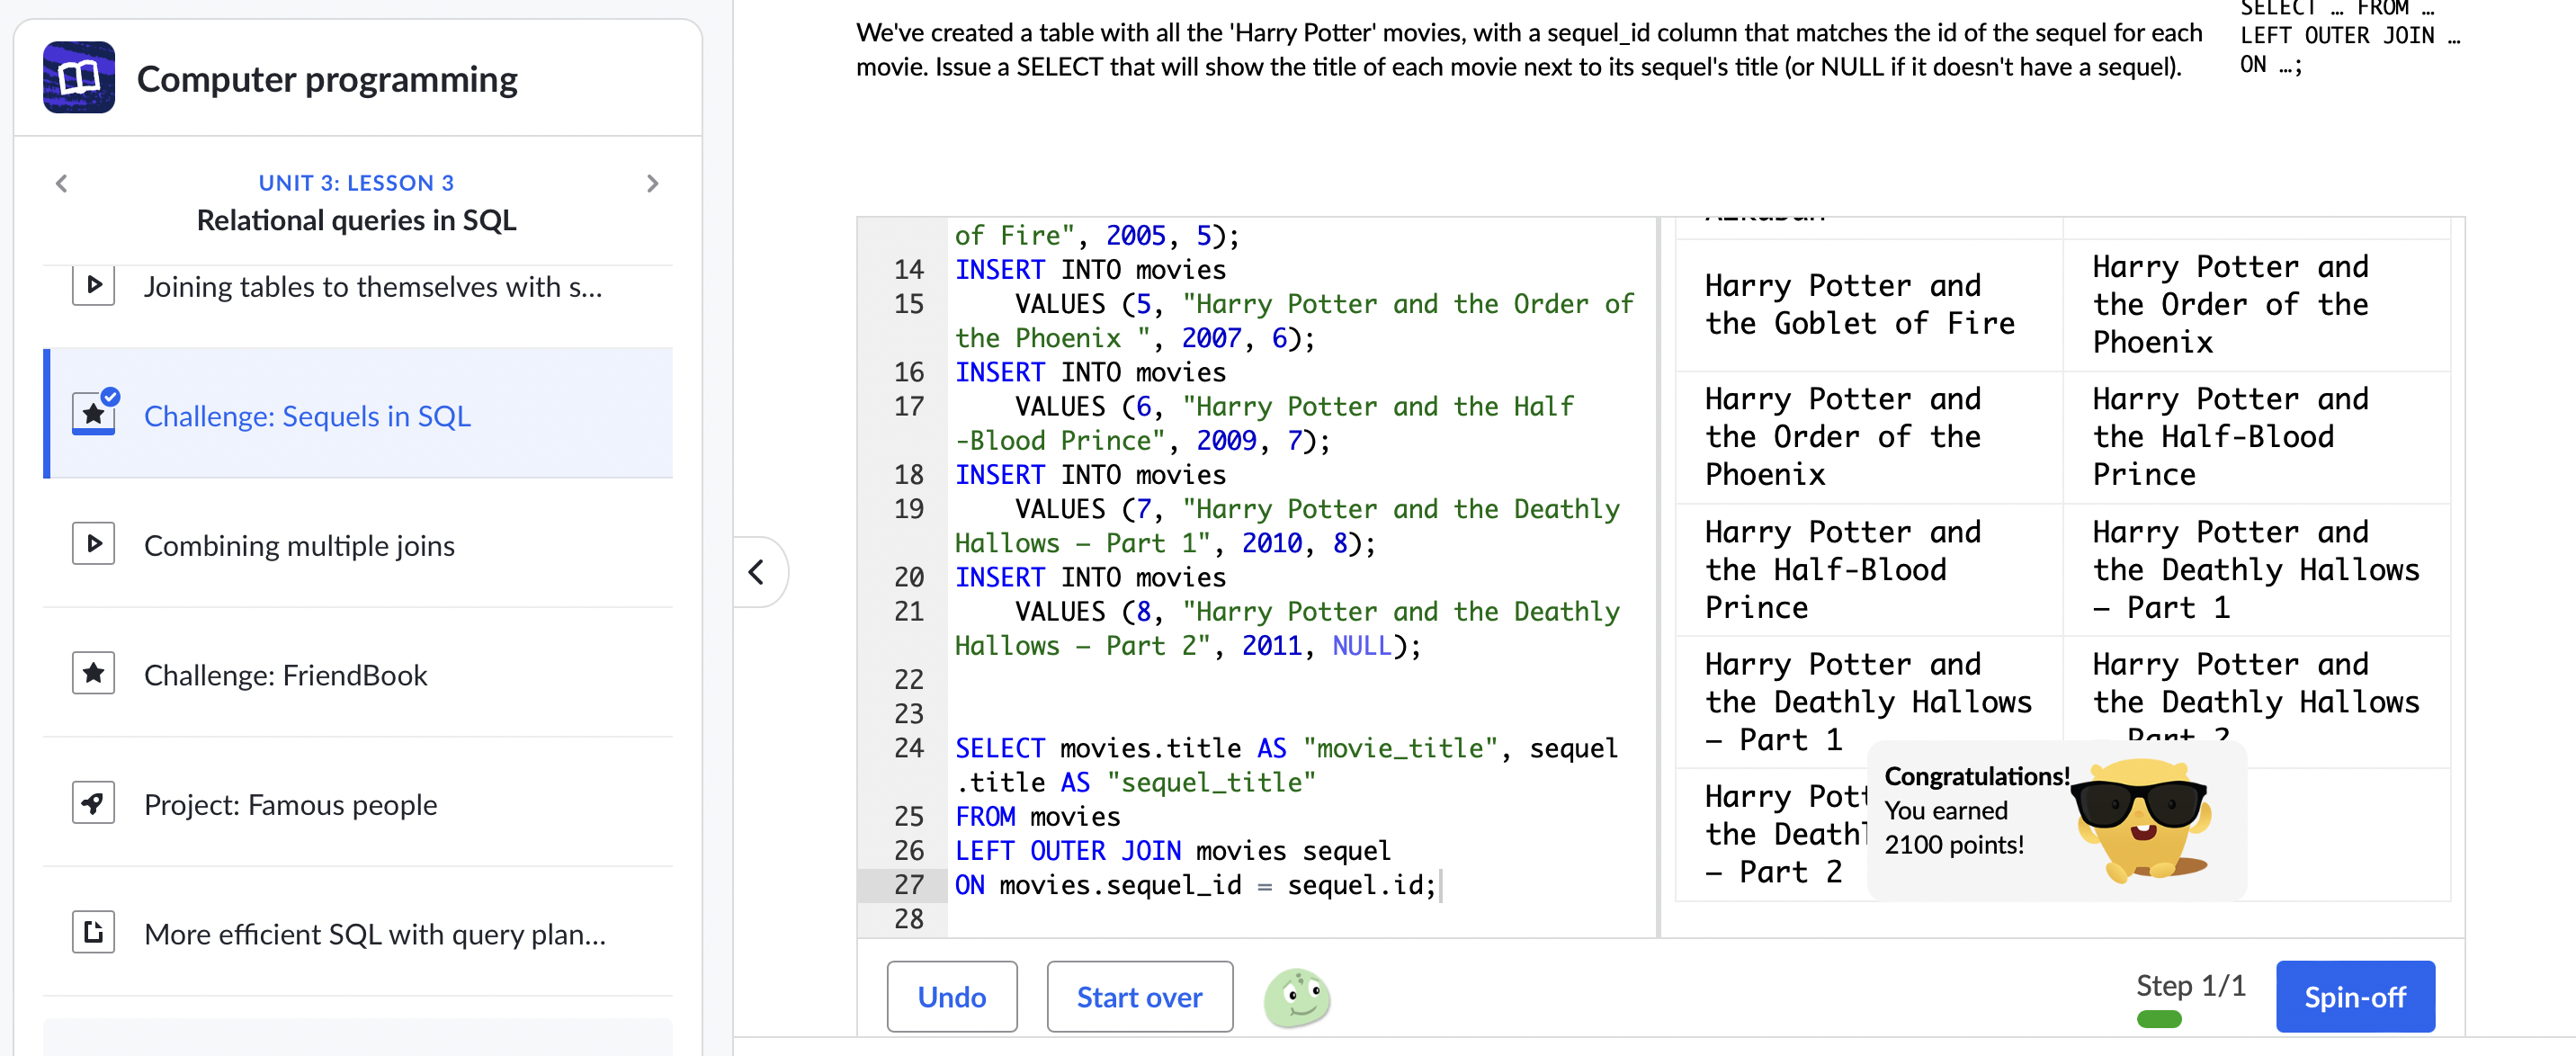 Computer programming
UNIT 3: LESSON 3
Relational queries in SQL
Joining tables to themselves with s...
Challenge: Sequels in SQL
Combining multiple joins
Challenge: FriendBook
Project: Famous people
More efficient SQL with query plan...
We've created a table with all the 'Harry Potter' movies, with a sequel_id column that matches the id of the sequel for each
movie. Issue a SELECT that will show the title of each movie next to its sequel's title (or NULL if it doesn't have a sequel).
SELECT … FROM …
LEFT OUTER JOIN …
ON …;
of Fire", 2005, 5);
14 INSERT INTO movies
15 VALUES (5, "Harry Potter and the Order of
the Phoenix ", 2007, 6);
16 INSERT INTO movies
17 VALUES (6, "Harry Potter and the Half
-Blood Prince", 2009, 7);
18 INSERT INTO movies
19 VALUES (7, "Harry Potter and the Deathly
Hallows – Part 1", 2010, 8);
20 INSERT INTO movies
21 VALUES (8, "Harry Potter and the Deathly
Hallows – Part 2", 2011, NULL);
22
23
24 SELECT movies.title AS "movie_title", sequel
.title AS "sequel_title"
25 FROM movies
26 LEFT OUTER JOIN movies sequel
27 ON movies.sequel_id = sequel.id;
28
Harry Potter and
the Goblet of Fire
Harry Potter and
the Order of the
Phoenix
Harry Potter and
the Order of the
Phoenix
Harry Potter and
the Half-Blood
Prince
Harry Potter and
the Half-Blood
Prince
Harry Potter and
the Deathly Hallows
– Part 1
Harry Potter and
the Deathly Hallows
– Part 1
Harry Potter and
the Deathly Hallows
– Part 2
Harry Pott
the Deathl
– Part 2
Congratulations!
You earned
2100 points!
Undo
Start over
Step 1/1
Spin-off